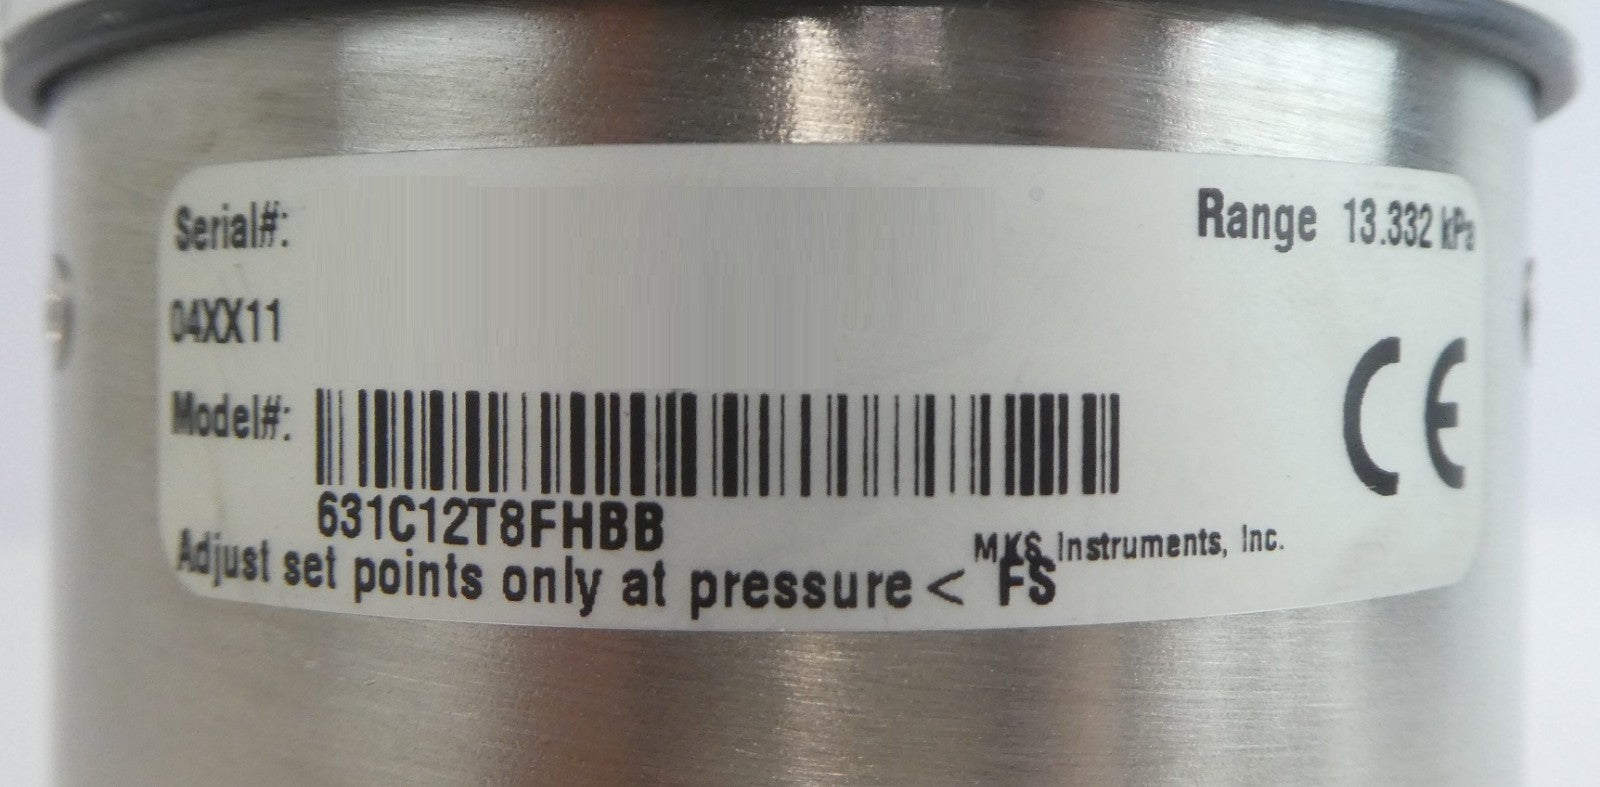 Serial#:
Range 13.332 kPa
04XX11
CE
Model#:
631C12T8FHBB
MKS Instruments, Inc.
Adjust set points only at pressure < FS